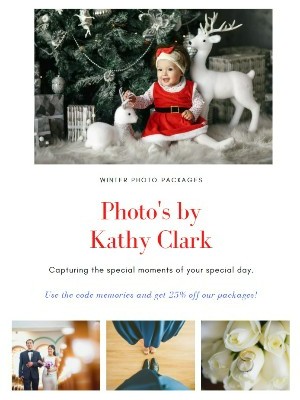 WINTER PHOTO PACKAGES
Photo's by
Kathy Clark
Capturing the special moments of your special day.
Use the code memories and get 25% off our packages!